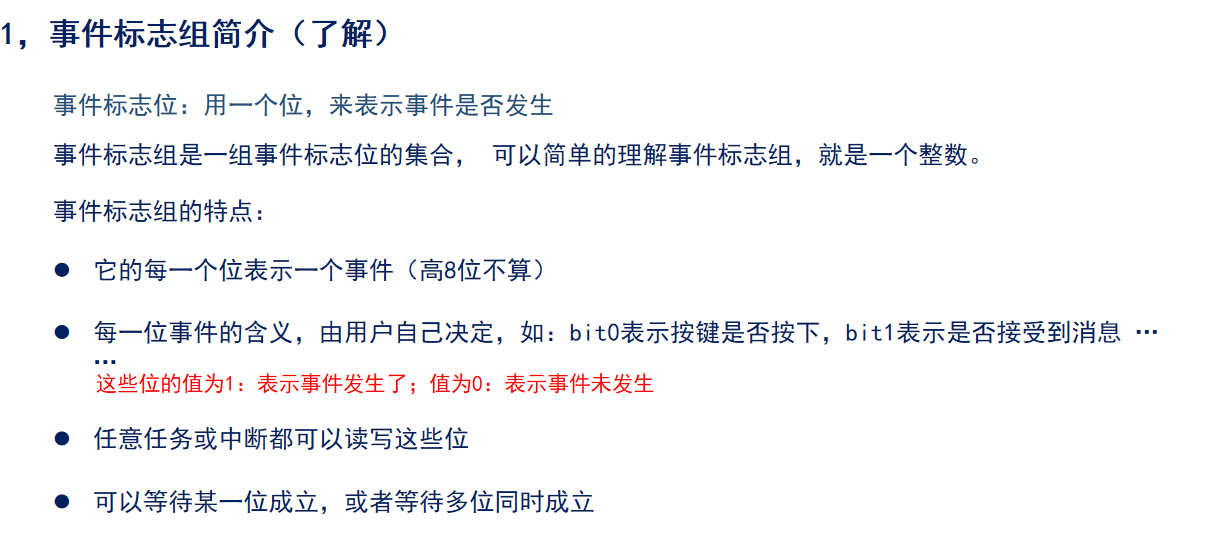 1，事件标志组简介（了解）
事件标志位：用一个位，来表示事件是否发生
事件标志组是一组事件标志位的集合， 可以简单的理解事件标志组，就是一个整数。
事件标志组的特点：
● 它的每一个位表示一个事件（高8位不算）
● 每一位事件的含义，由用户自己决定，如：bit0表示按键是否按下，bit1表示是否接受到消息 …
…
这些位的值为1：表示事件发生了；值为0：表示事件未发生
● 任意任务或中断都可以读写这些位
● 可以等待某一位成立，或者等待多位同时成立